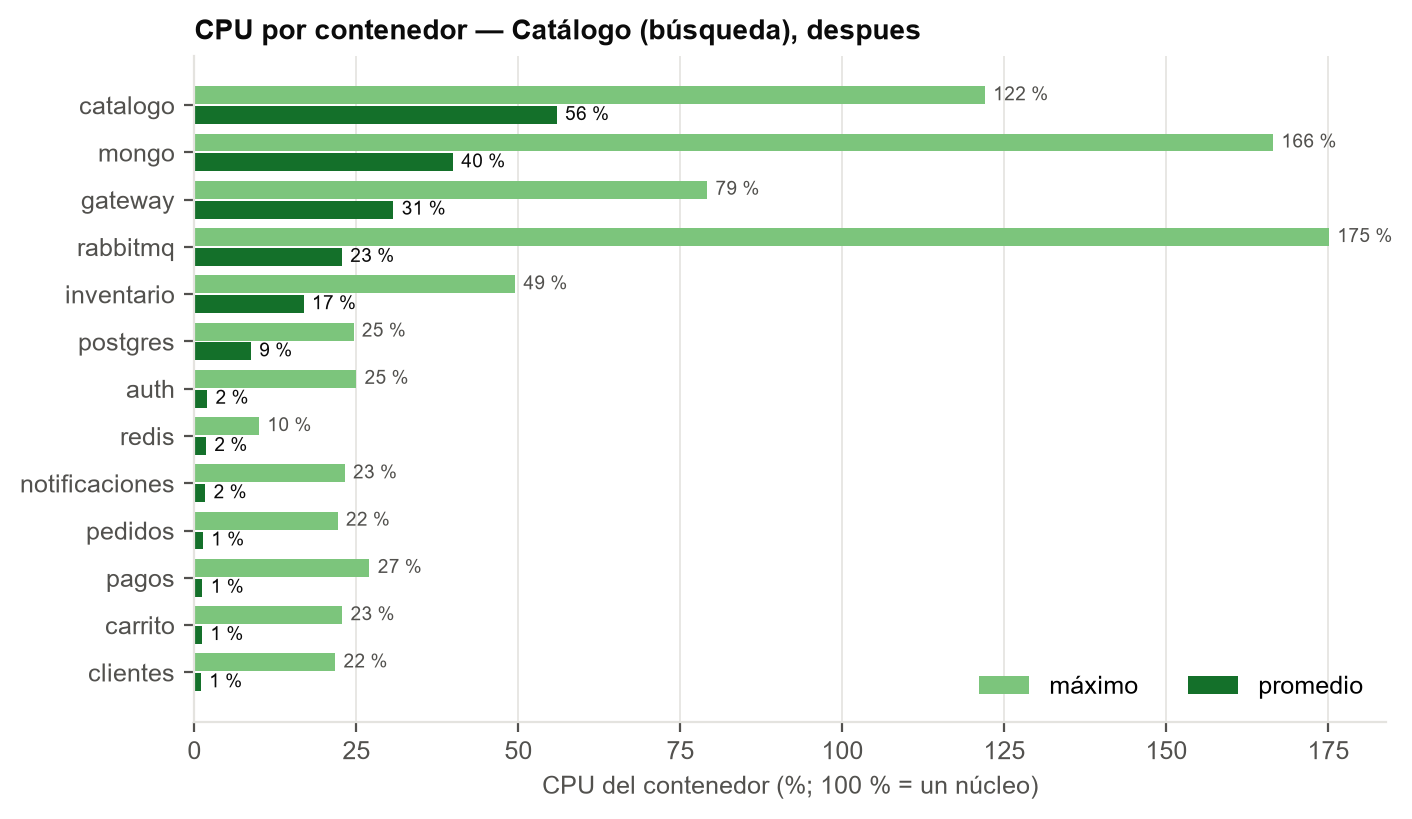 CPU por contenedor — Catálogo (búsqueda), despues
catalogo 122 % 56 %
mongo 166 % 40 %
gateway 79 % 31 %
rabbitmq 175 % 23 %
inventario 49 % 17 %
postgres 25 % 9 %
auth 25 % 2 %
redis 10 % 2 %
notificaciones 23 % 2 %
pedidos 22 % 1 %
pagos 27 % 1 %
carrito 23 % 1 %
clientes 22 % 1 %
máximo promedio
0 25 50 75 100 125 150 175
CPU del contenedor (%; 100 % = un núcleo)